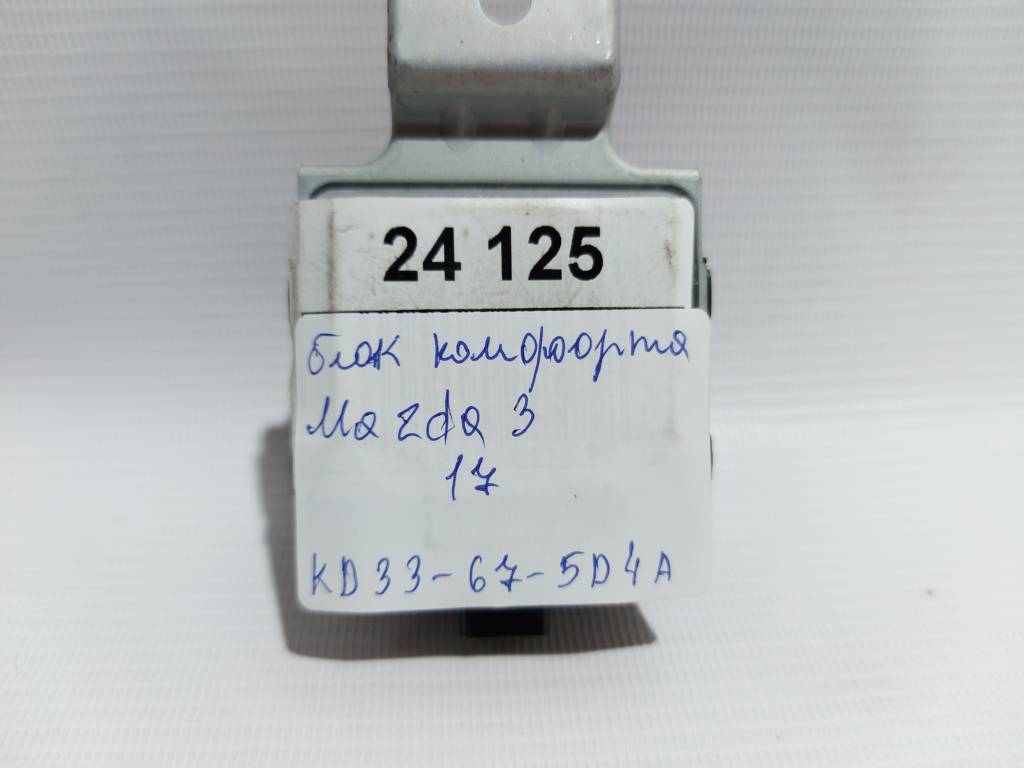 24 125
блок комфорта
Mazda 3
17
KD33-67-5D4A